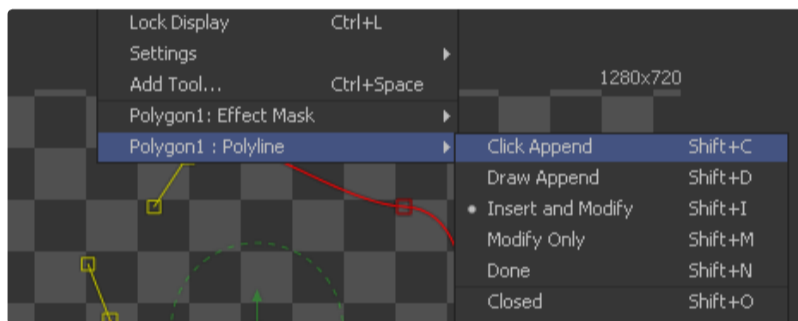 Lock Display Ctrl+L
Settings
Add Tool... Ctrl+Space
1280x720
Polygon1: Effect Mask
Polygon1 : Polyline
Click Append Shift+C
Draw Append Shift+D
Insert and Modify Shift+I
Modify Only Shift+M
Done Shift+N
Closed Shift+O